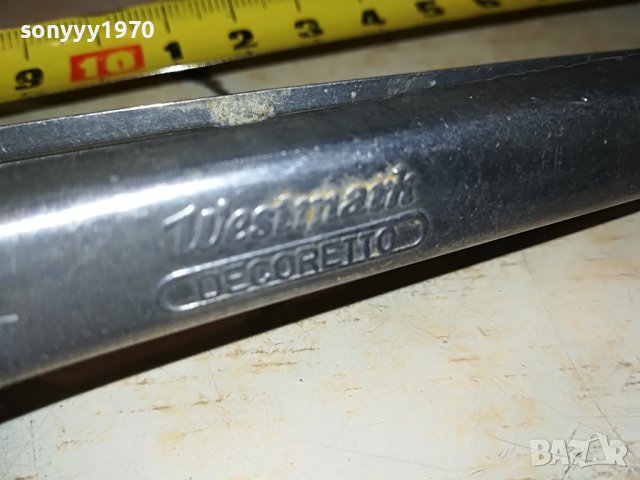 sonyyy1970
9 10 1 2 3 4 5 6
Westmark
DECORETTO
BAZAR